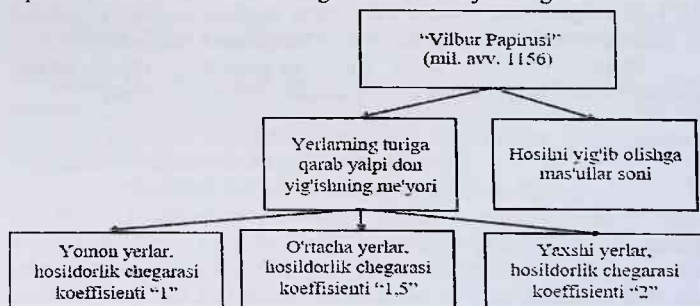 “Vilbur Papirusi”
(mil. avv. 1156)
Yerlarning turiga
qarab yalpi don
yig'ishning me'yori
Hosilni yig'ib olishga
mas'ullar soni
Yomon yerlar.
hosildorlik chegarasi
koeffisienti “1”
O'rtacha yerlar,
hosildorlik chegarasi
koeffisienti “1,5”
Yaxshi yerlar,
hosildorlik chegarasi
koeffisienti “2”